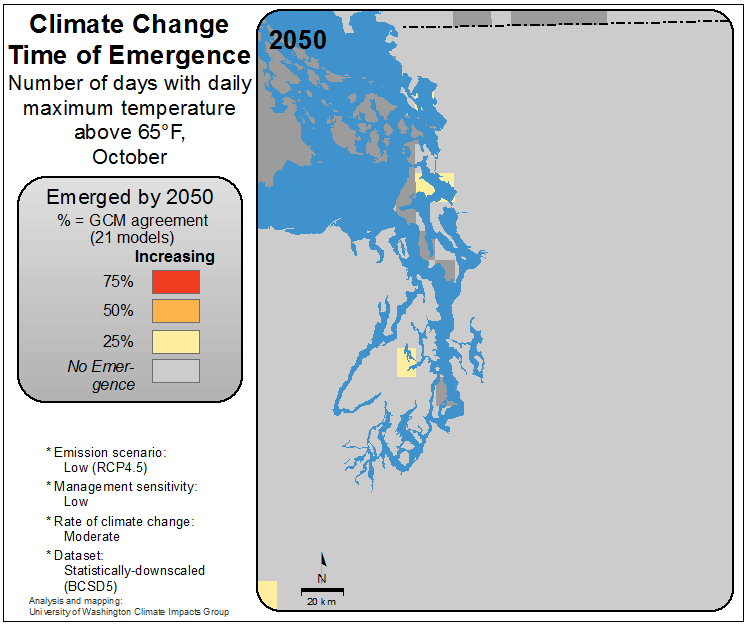 Climate Change
Time of Emergence
Number of days with daily
maximum temperature
above 65°F,
October
2050
Emerged by 2050
% = GCM agreement
(21 models)
Increasing
75%
50%
25%
No Emer-
gence
* Emission scenario:
Low (RCP4.5)
* Management sensitivity:
Low
* Rate of climate change:
Moderate
* Dataset:
Statistically-downscaled
(BCSD5)
Analysis and mapping:
University of Washington Climate Impacts Group
N
20 km